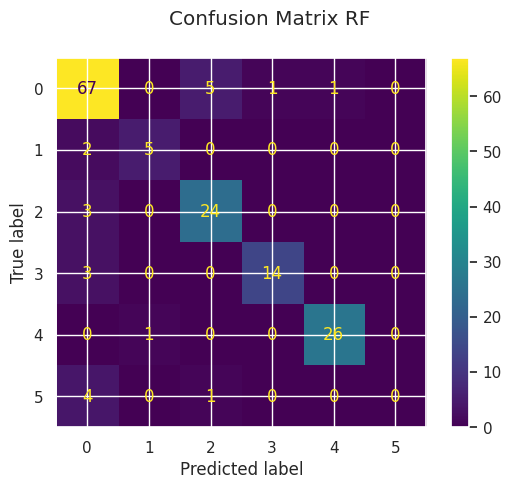 Confusion Matrix RF
0 67 0 5 1 1 0
1 2 5 0 0 0 0
2 3 0 24 0 0 0
3 3 0 0 14 0 0
4 0 1 0 0 26 0
5 4 0 1 0 0 0
0 1 2 3 4 5
Predicted label
True label
60
50
40
30
20
10
0